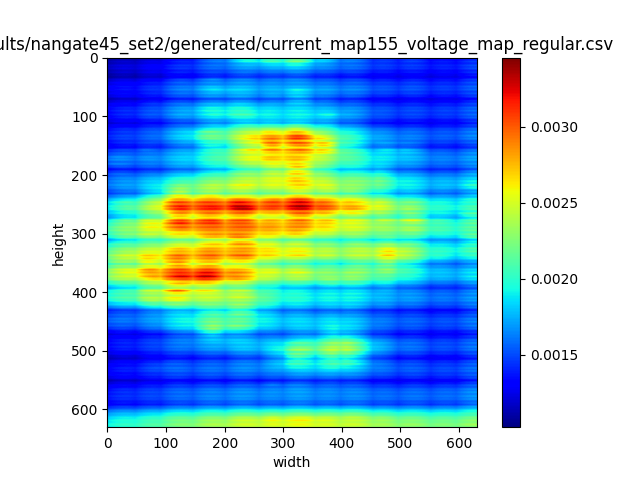 ults/nangate45_set2/generated/current_map155_voltage_map_regular.csv
0
100
200
300
400
500
600
height
0 100 200 300 400 500 600
width
0.0030
0.0025
0.0020
0.0015